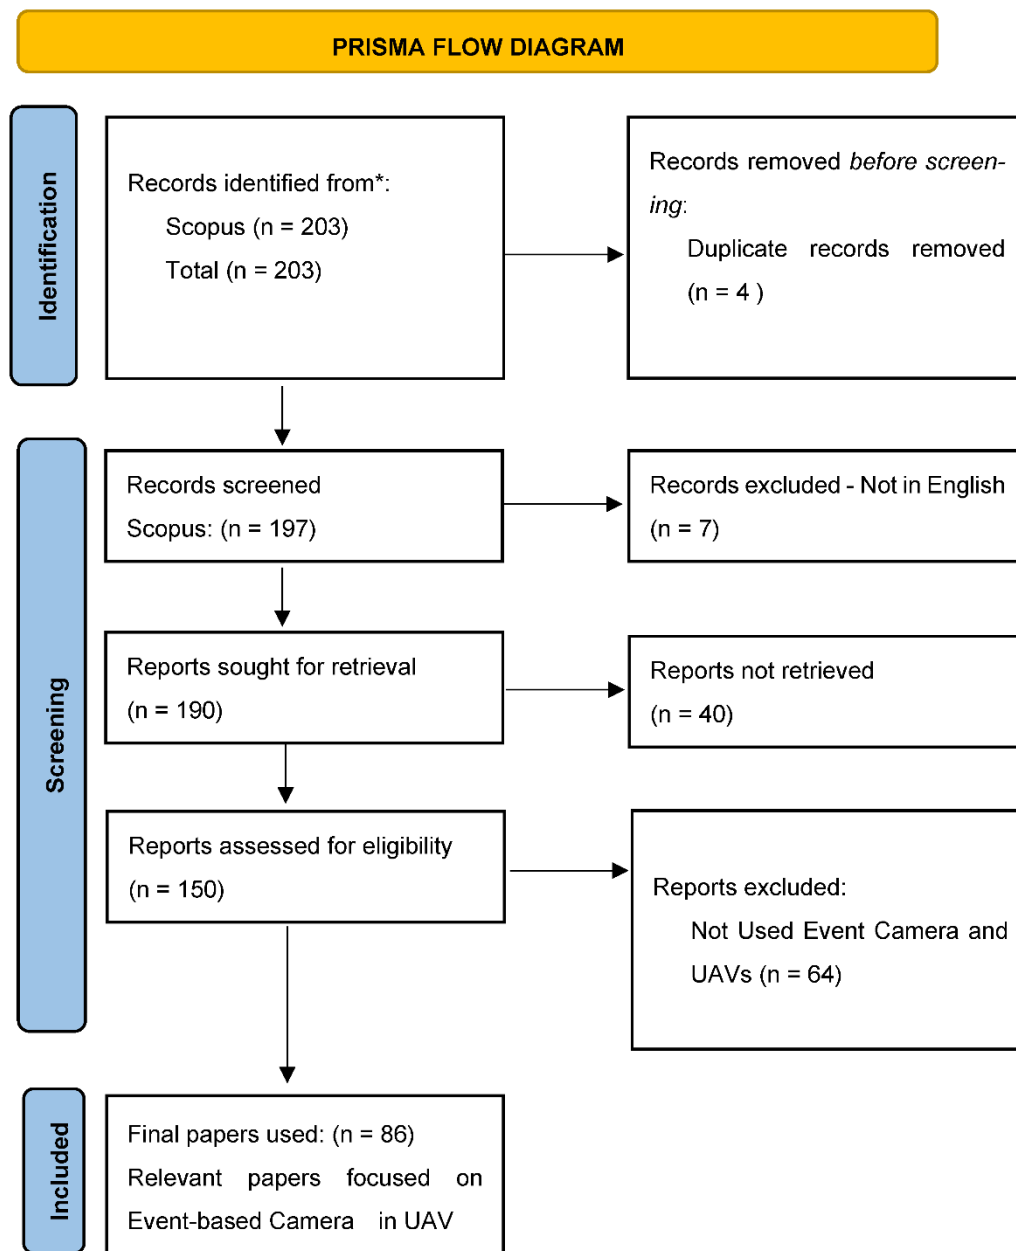 PRISMA FLOW DIAGRAM
Identification
Records identified from*:
Scopus (n = 203)
Total (n = 203)
Records removed before screen-
ing:
Duplicate records removed
(n = 4 )
Screening
Records screened
Scopus: (n = 197)
Records excluded - Not in English
(n = 7)
Reports sought for retrieval
(n = 190)
Reports not retrieved
(n = 40)
Reports assessed for eligibility
(n = 150)
Reports excluded:
Not Used Event Camera and
UAVs (n = 64)
Included
Final papers used: (n = 86)
Relevant papers focused on
Event-based Camera in UAV